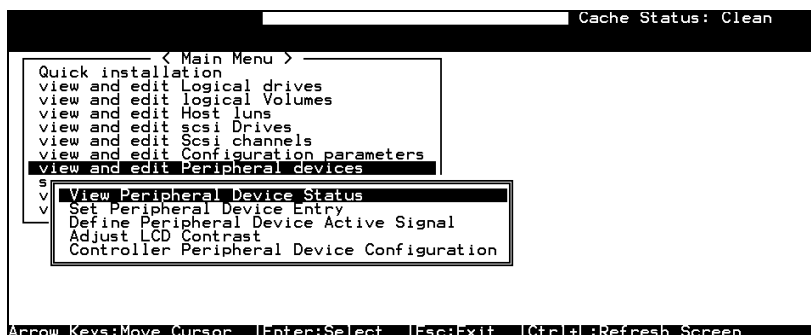 Cache Status: Clean
< Main Menu >
Quick installation
view and edit Logical drives
view and edit logical Volumes
view and edit Host luns
view and edit scsi Drives
view and edit Scsi channels
view and edit Configuration parameters
view and edit Peripheral devices
s
v
v
View Peripheral Device Status
Set Peripheral Device Entry
Define Peripheral Device Active Signal
Adjust LCD Contrast
Controller Peripheral Device Configuration
Arrow Keys:Move Cursor |Enter:Select |Esc:Exit |Ctrl+L:Refresh Screen